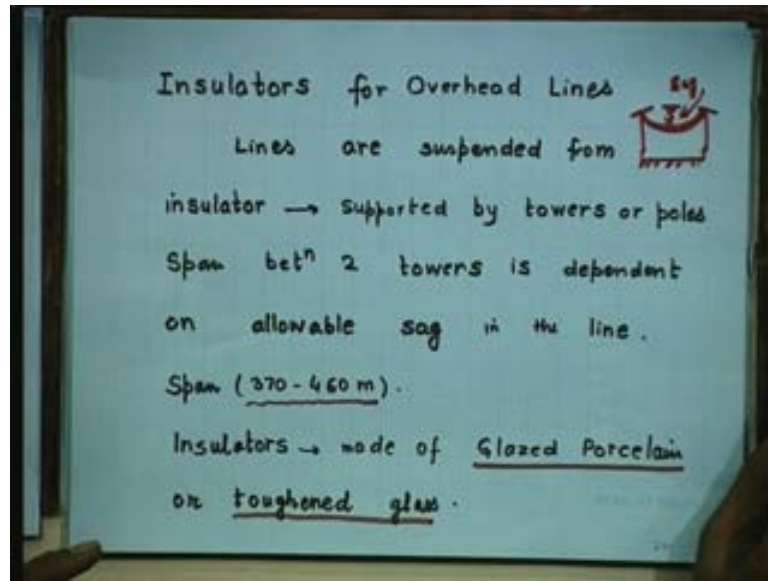 Insulators for Overhead Lines
Sag
Lines are suspended fom
insulator → supported by towers or poles
Span betⁿ 2 towers is dependent
on allowable sag in the line.
Span (370 - 460 m).
Insulators → made of Glazed Porcelain
or toughened glass.